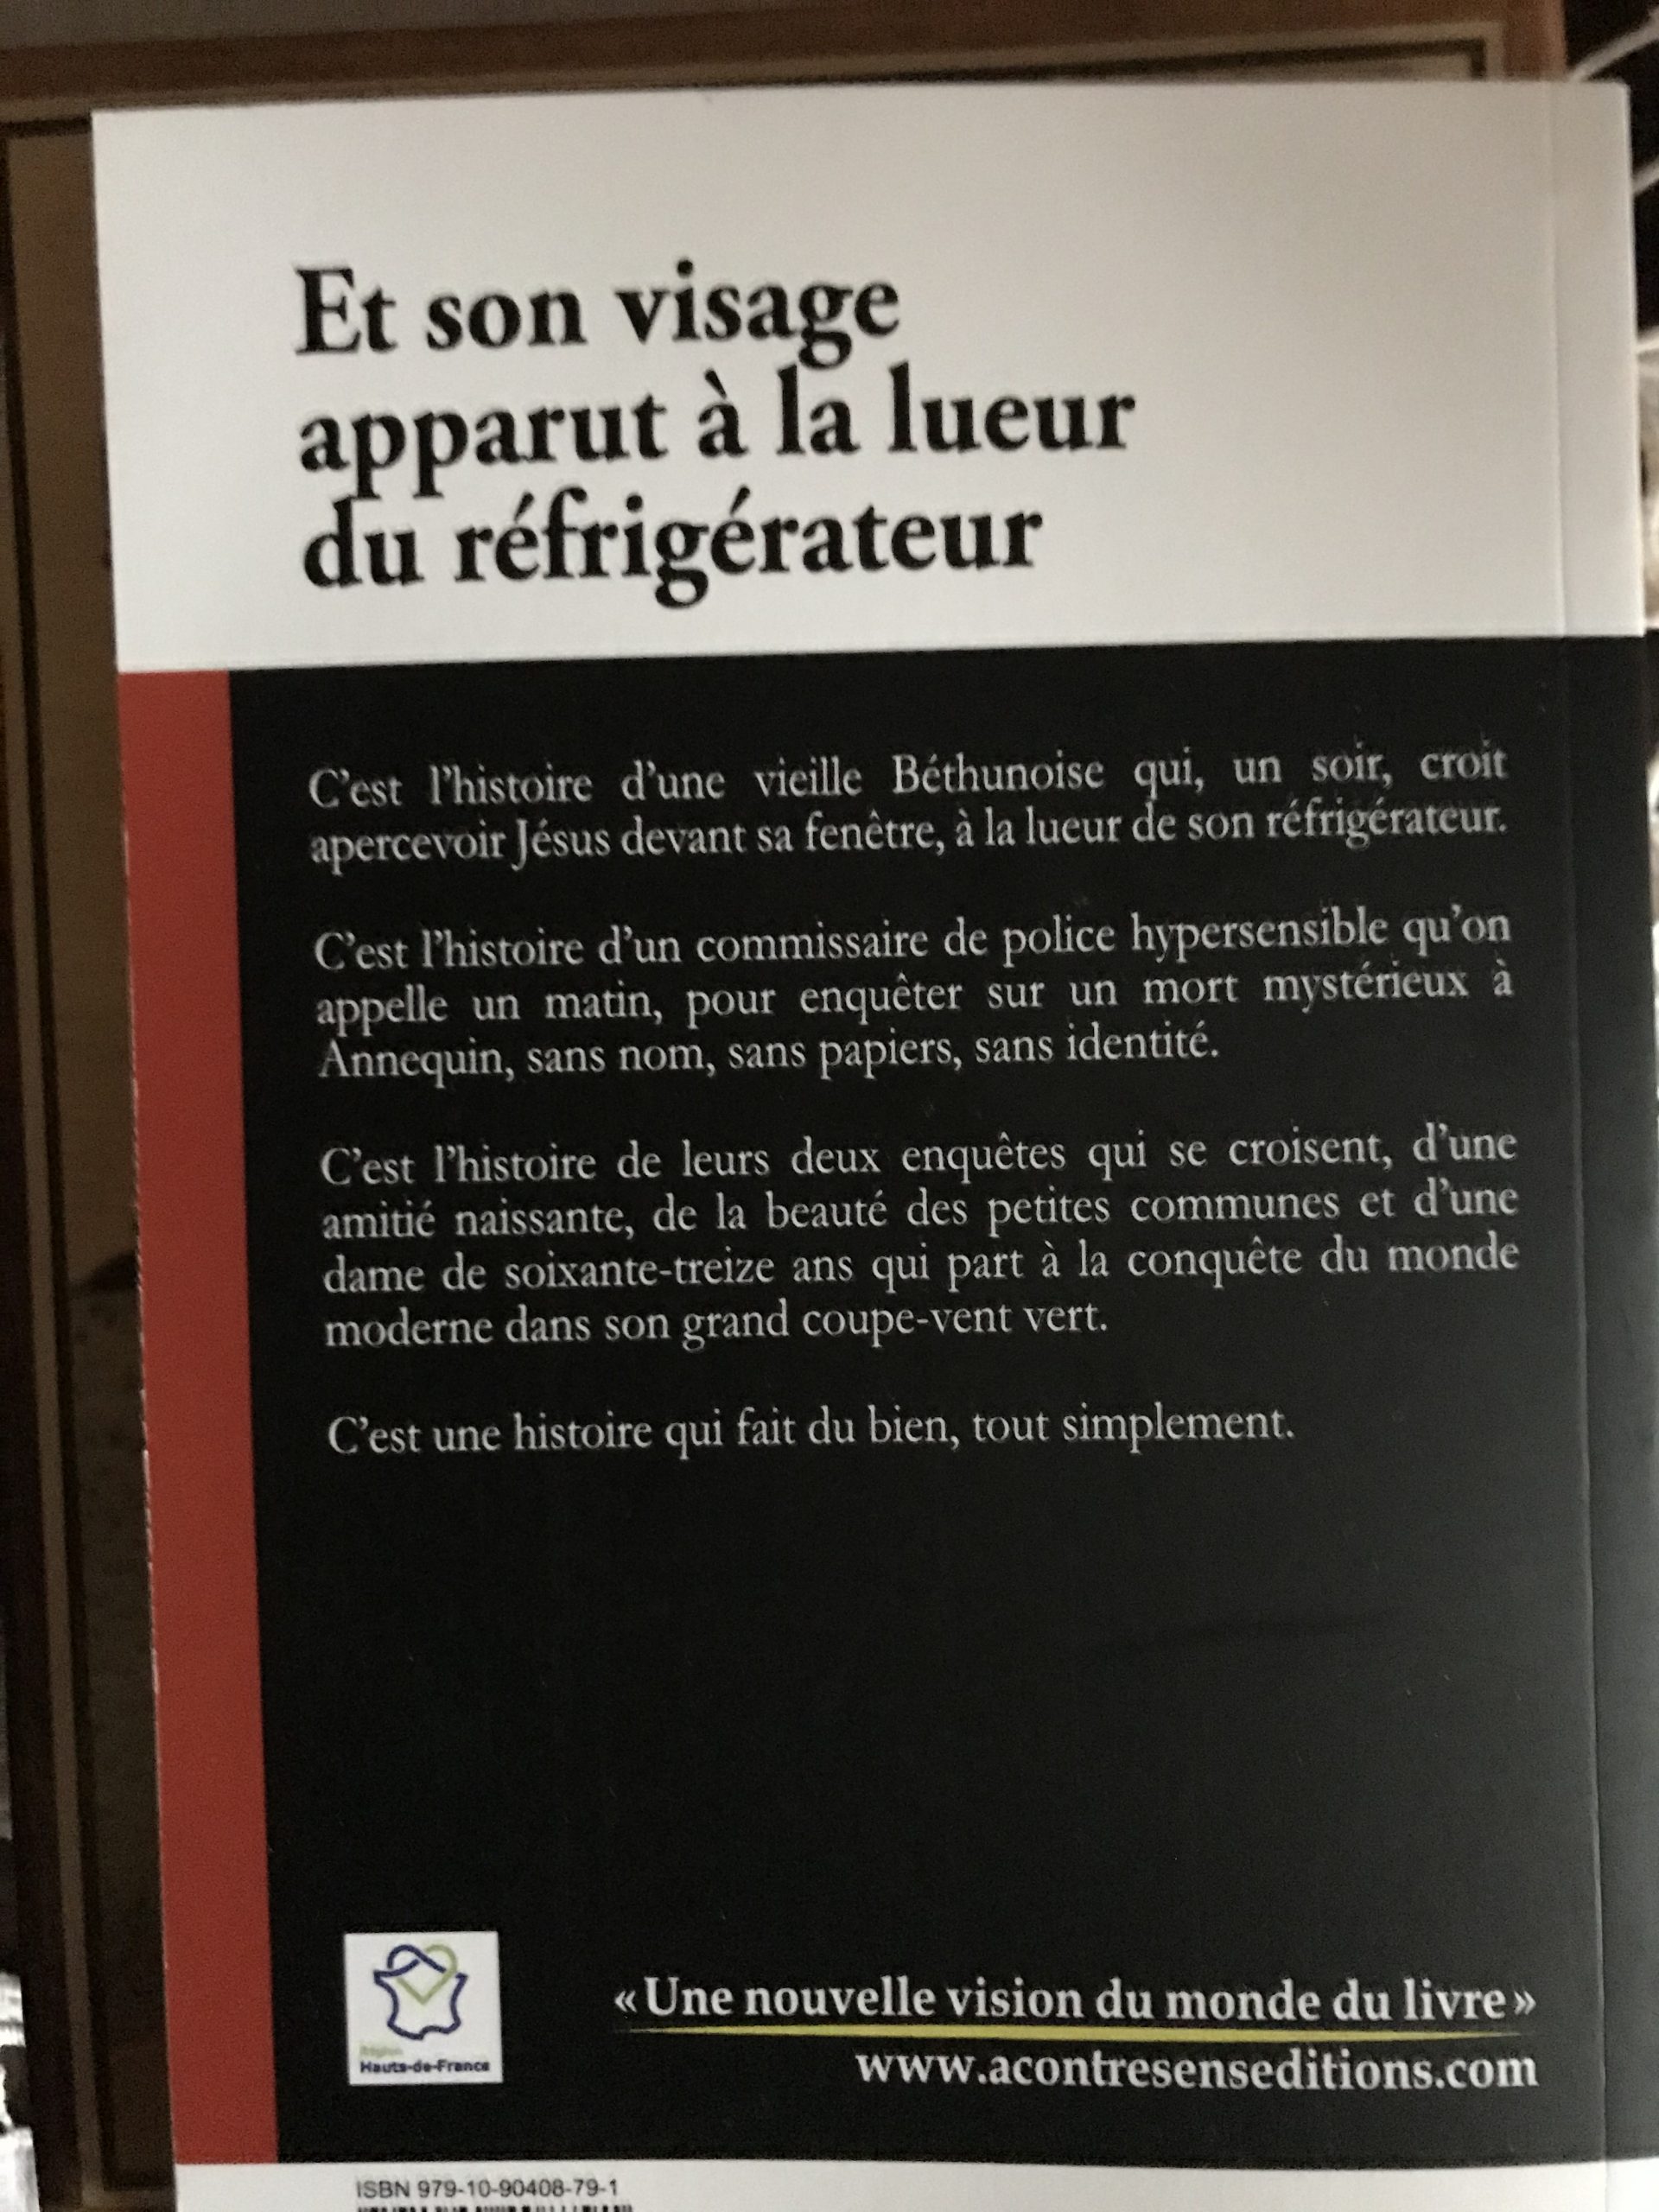 Et son visage
apparut à la lueur
du réfrigérateur
C'est l'histoire d'une vieille Béthunoise qui, un soir, croit
apercevoir Jésus devant sa fenêtre, à la lueur de son réfrigérateur.
C'est l'histoire d'un commissaire de police hypersensible qu'on
appelle un matin, pour enquêter sur un mort mystérieux à
Annequin, sans nom, sans papiers, sans identité.
C'est l'histoire de leurs deux enquêtes qui se croisent, d'une
amitié naissante, de la beauté des petites communes et d'une
dame de soixante-treize ans qui part à la conquête du monde
moderne dans son grand coupe-vent vert.
C'est une histoire qui fait du bien, tout simplement.
Région
Hauts-de-France
« Une nouvelle vision du monde du livre »
www.acontresenseditions.com
ISBN 979-10-90408-79-1